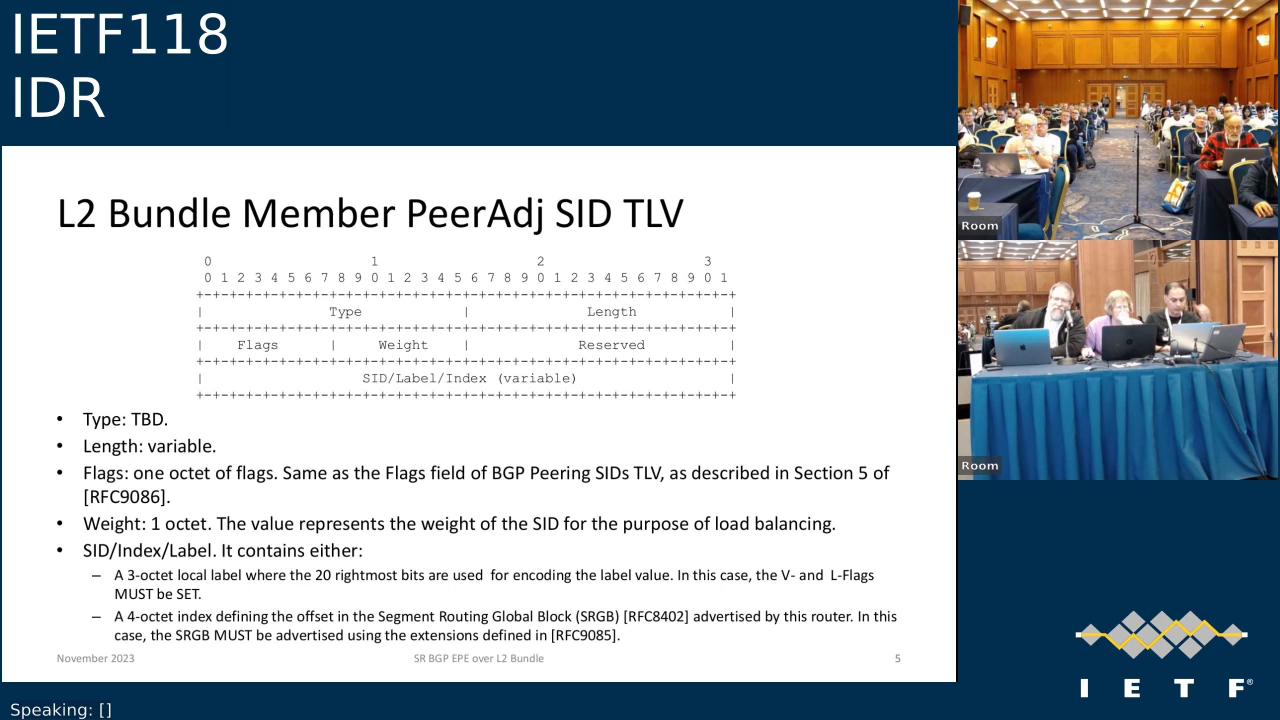 IETF118
IDR
L2 Bundle Member PeerAdj SID TLV
0 1 2 3
0 1 2 3 4 5 6 7 8 9 0 1 2 3 4 5 6 7 8 9 0 1 2 3 4 5 6 7 8 9 0 1
+-+-+-+-+-+-+-+-+-+-+-+-+-+-+-+-+-+-+-+-+-+-+-+-+-+-+-+-+-+-+-+-+
| Type | Length |
+-+-+-+-+-+-+-+-+-+-+-+-+-+-+-+-+-+-+-+-+-+-+-+-+-+-+-+-+-+-+-+-+
| Flags | Weight | Reserved |
+-+-+-+-+-+-+-+-+-+-+-+-+-+-+-+-+-+-+-+-+-+-+-+-+-+-+-+-+-+-+-+-+
| SID/Label/Index (variable) |
+-+-+-+-+-+-+-+-+-+-+-+-+-+-+-+-+-+-+-+-+-+-+-+-+-+-+-+-+-+-+-+-+
• Type: TBD.
• Length: variable.
• Flags: one octet of flags. Same as the Flags field of BGP Peering SIDs TLV, as described in Section 5 of
[RFC9086].
• Weight: 1 octet. The value represents the weight of the SID for the purpose of load balancing.
• SID/Index/Label. It contains either:
– A 3-octet local label where the 20 rightmost bits are used for encoding the label value. In this case, the V- and L-Flags
MUST be SET.
– A 4-octet index defining the offset in the Segment Routing Global Block (SRGB) [RFC8402] advertised by this router. In this
case, the SRGB MUST be advertised using the extensions defined in [RFC9085].
November 2023 SR BGP EPE over L2 Bundle 5
Room
Room
I E T F®
Speaking: []